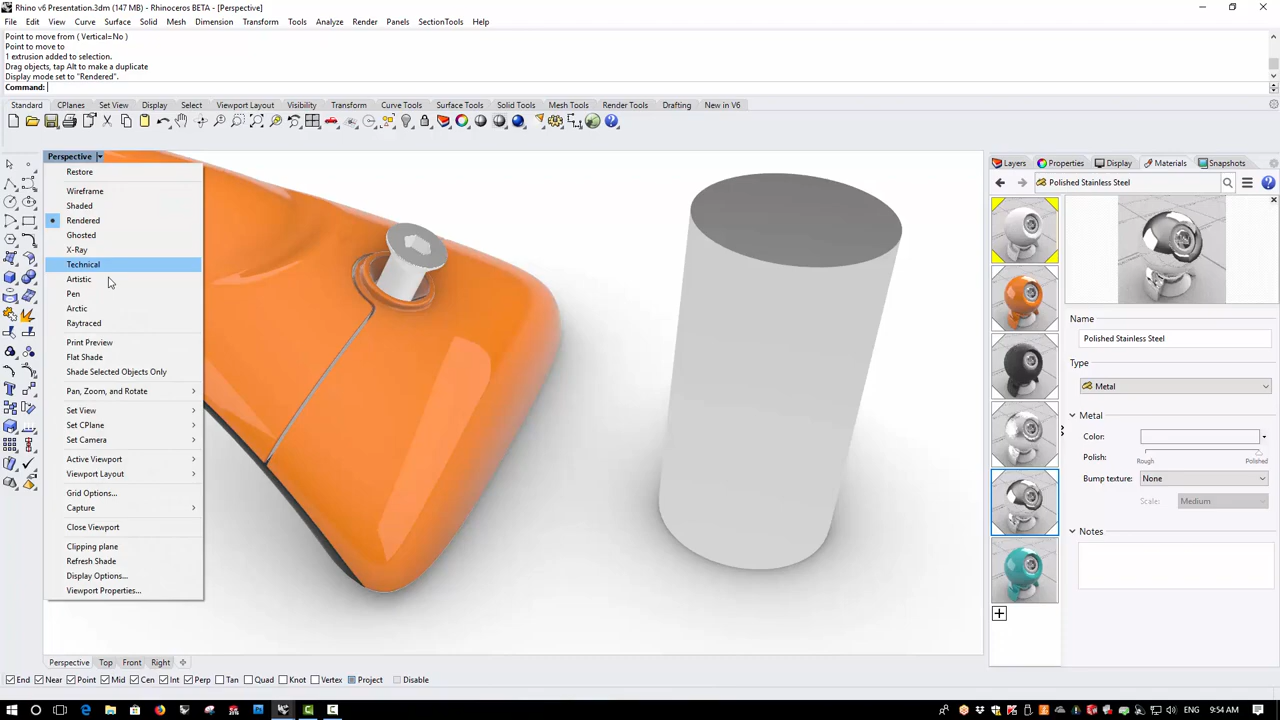 Rhino v6 Presentation.3dm (147 MB) - Rhinoceros BETA - [Perspective]
File Edit View Curve Surface Solid Mesh Dimension Transform Tools Analyze Render Panels SectionTools Help
Point to move from ( Vertical=No )
Point to move to
1 extrusion added to selection.
Drag objects, tap Alt to make a duplicate
Display mode set to "Rendered".
Command:
Standard CPlanes Set View Display Select Viewport Layout Visibility Transform Curve Tools Surface Tools Solid Tools Mesh Tools Render Tools Drafting New in V6
Perspective
Restore
Wireframe
Shaded
Rendered
Ghosted
X-Ray
Technical
Artistic
Pen
Arctic
Raytraced
Print Preview
Flat Shade
Shade Selected Objects Only
Pan, Zoom, and Rotate
Set View
Set CPlane
Set Camera
Active Viewport
Viewport Layout
Grid Options...
Capture
Close Viewport
Clipping plane
Refresh Shade
Display Options...
Viewport Properties...
Layers Properties Display Materials Snapshots
Polished Stainless Steel
Name
Polished Stainless Steel
Type
Metal
Metal
Color:
Polish:
Rough Polished
Bump texture: None
Scale: Medium
Notes
Perspective Top Front Right
End Near Point Mid Cen Int Perp Tan Quad Knot Vertex Project Disable
ENG 9:54 AM